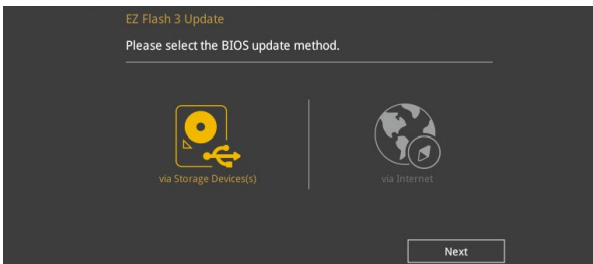 EZ Flash 3 Update
Please select the BIOS update method.
via Storage Devices(s)
via Internet
Next